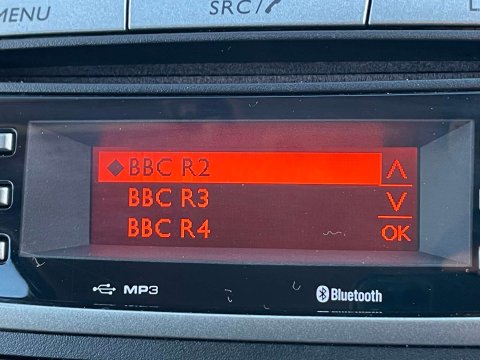 MENU
SRC/
BBC R2
BBC R3
BBC R4
OK
MP3
Bluetooth